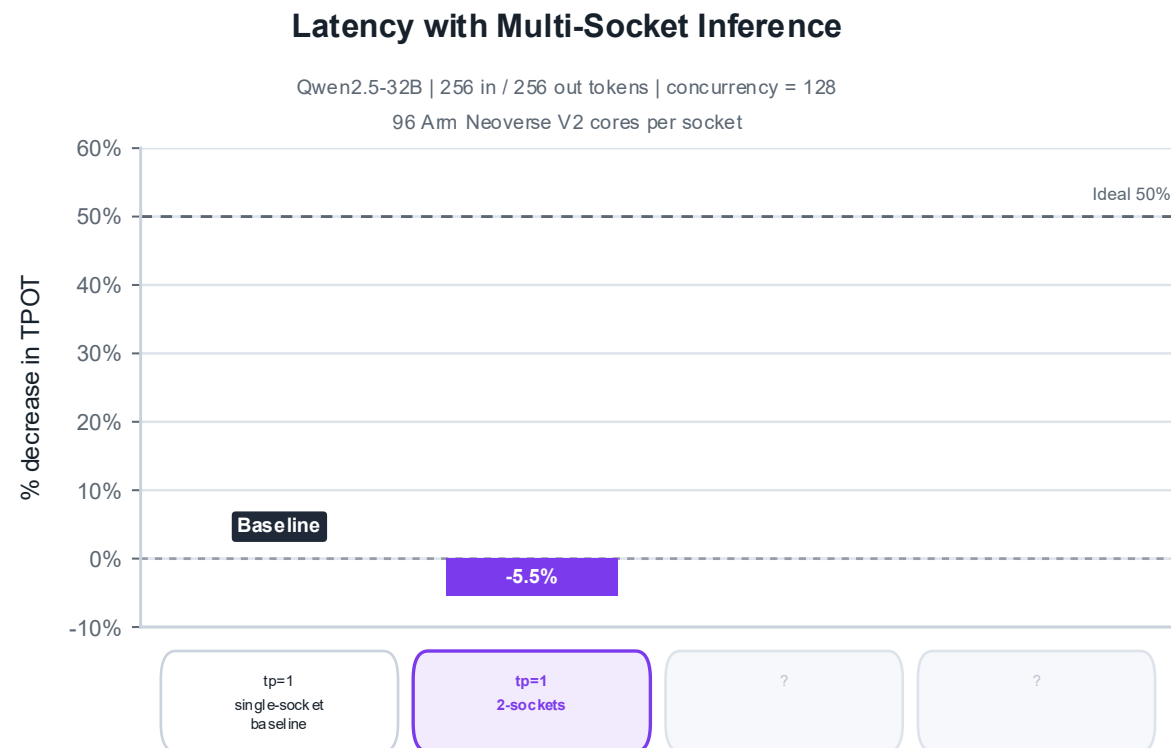 Latency with Multi-Socket Inference
Qwen2.5-32B | 256 in / 256 out tokens | concurrency = 128
96 Arm Neoverse V2 cores per socket
% decrease in TPOT
60%
50%
40%
30%
20%
10%
0%
-10%
Ideal 50%
Baseline
-5.5%
tp=1
single-socket
baseline
tp=1
2-sockets
?
?